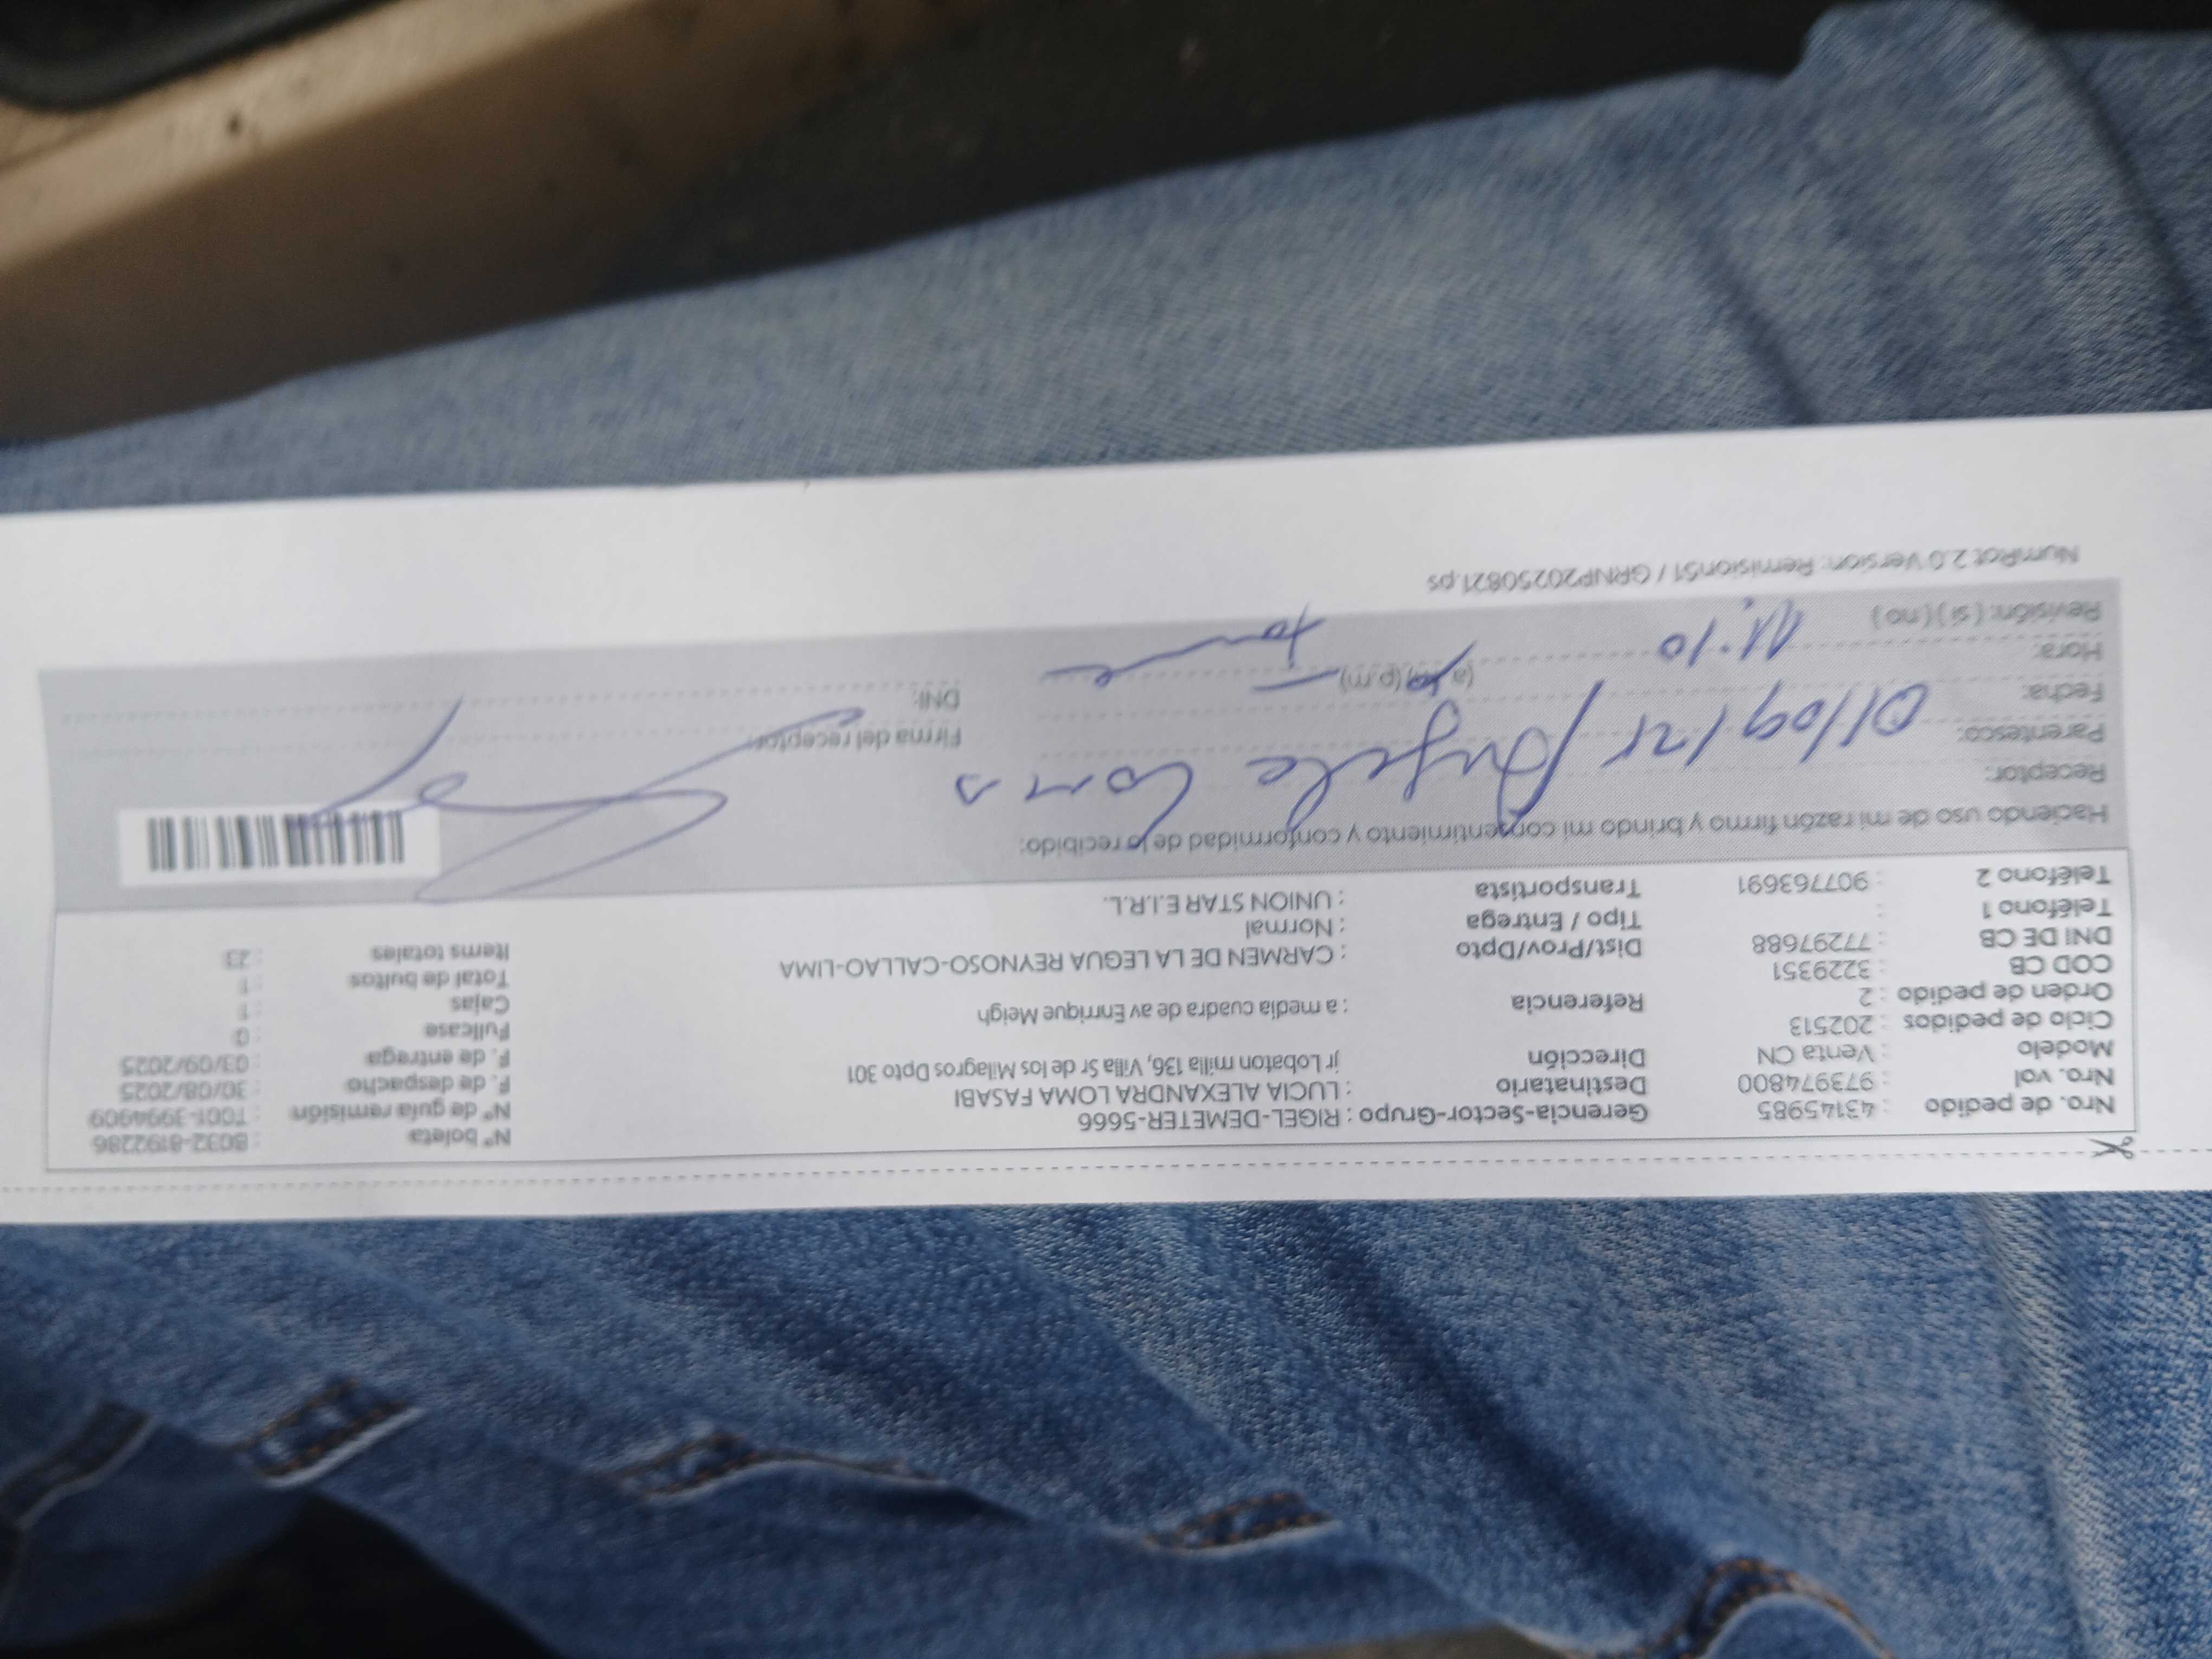 Nro. de pedido : 43145985 Gerencia-Sector-Grupo : RIGEL-DEMETER-5666 N° boleta : B032-8192286
Nro. vol : 973974800 Destinatario : LUCIA ALEXANDRA LOMA FASABI N° de guía remisión : T001-3994909
Modelo : Venta CN Dirección jr Lobaton milla 136, Villa Sr de los Milagros Dpto 301 F. de despacho : 30/08/2025
Ciclo de pedidos : 202513 F. de entrega : 03/09/2025
Orden de pedido : 2 Referencia : a media cuadra de av Enrrique Meigh Fullcase : 0
COD CB : 3229351 Cajas : 1
DNI DE CB : 77297688 Dist/Prov/Dpto : CARMEN DE LA LEGUA REYNOSO-CALLAO-LIMA Total de bultos : 1
Teléfono 1 : Tipo / Entrega : Normal Items totales : 23
Teléfono 2 : 907763691 Transportista : UNION STAR E.I.R.L.
Haciendo uso de mi razón firmo y brindo mi consentimiento y conformidad de lo recibido:
Receptor:
Parentesco: Firma del receptor:
Fecha: 01/09/25 DNI:
Hora: 11:10 (a.m) (p.m)
Revisión: ( si ) ( no )
NumRot 2.0 Version: Remision51 / GRNP20250821.ps